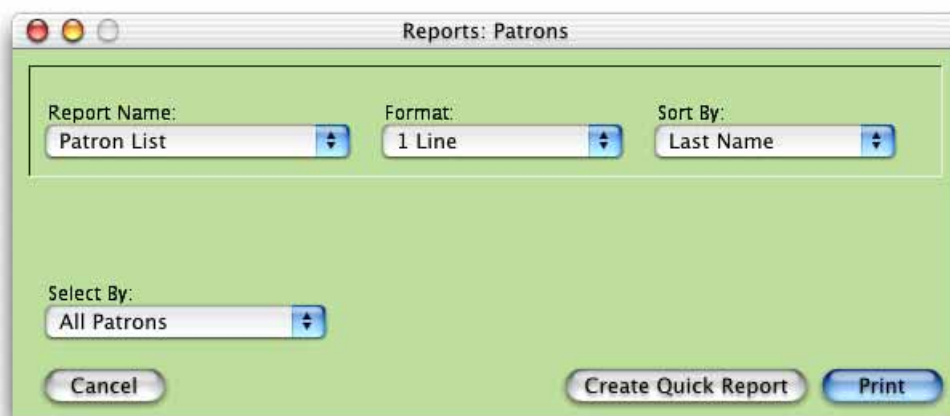 Reports: Patrons
Report Name: Format: Sort By:
Patron List 1 Line Last Name
Select By:
All Patrons
Cancel Create Quick Report Print